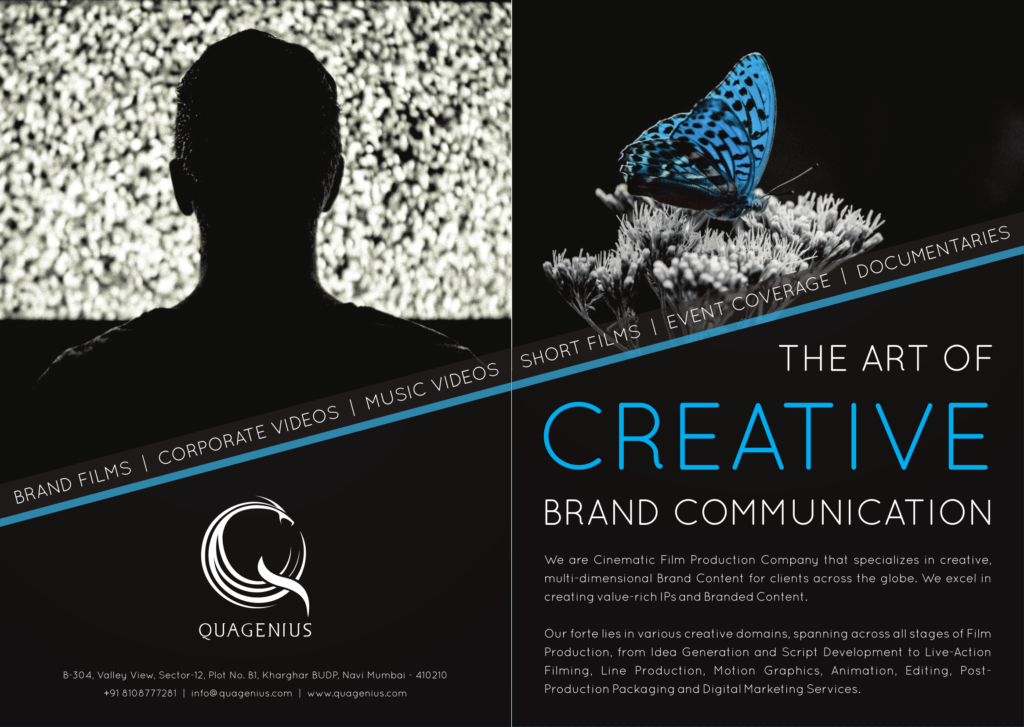 BRAND FILMS | CORPORATE VIDEOS | MUSIC VIDEOS
SHORT FILMS | EVENT COVERAGE | DOCUMENTARIES
QUAGENIUS
B-304, Valley View, Sector-12, Plot No. B1, Kharghar BUDP, Navi Mumbai - 410210
+91 8108777281 | info@quagenius.com | www.quagenius.com
THE ART OF
CREATIVE
BRAND COMMUNICATION
We are Cinematic Film Production Company that specializes in creative,
multi-dimensional Brand Content for clients across the globe. We excel in
creating value-rich IPs and Branded Content.
Our forte lies in various creative domains, spanning across all stages of Film
Production, from Idea Generation and Script Development to Live-Action
Filming, Line Production, Motion Graphics, Animation, Editing, Post-
Production Packaging and Digital Marketing Services.